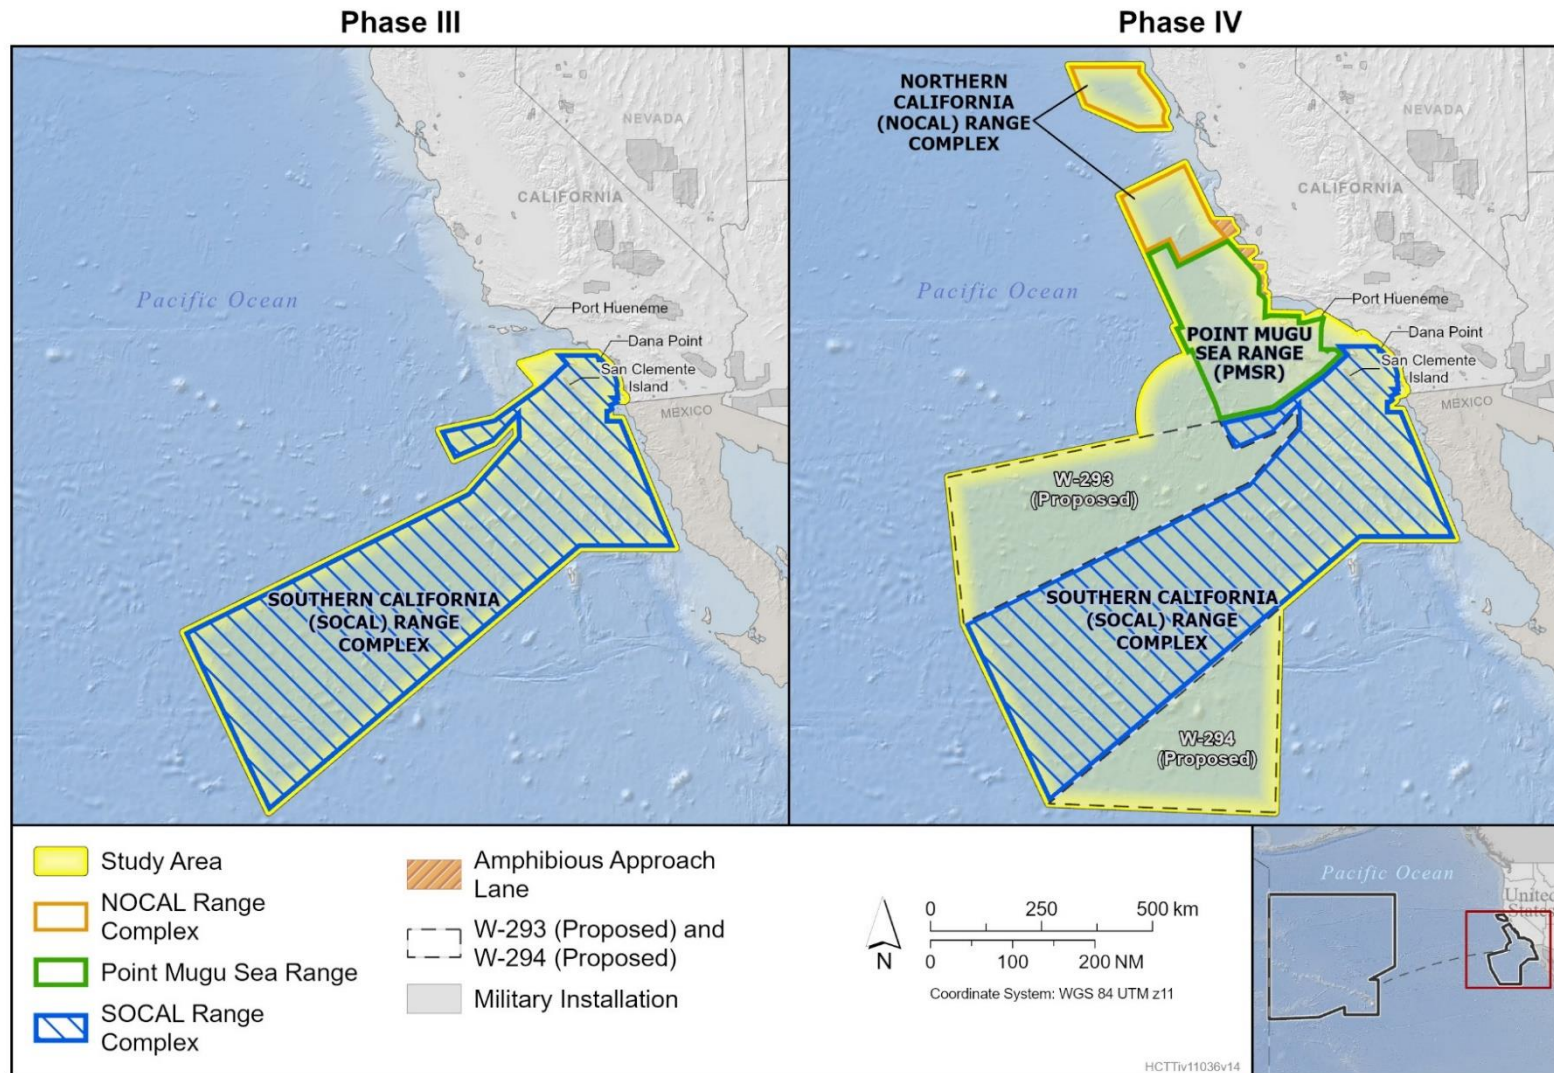 Phase III
Phase IV
NEVADA
CALIFORNIA
Pacific Ocean
Port Hueneme
Dana Point
San Clemente
Island
MEXICO
SOUTHERN CALIFORNIA
(SOCAL) RANGE
COMPLEX
NORTHERN
CALIFORNIA
(NOCAL) RANGE
COMPLEX
NEVADA
CALIFORNIA
Pacific Ocean
Port Hueneme
POINT MUGU
SEA RANGE
(PMSR)
Dana Point
San Clemente
Island
MEXICO
W-293
(Proposed)
SOUTHERN CALIFORNIA
(SOCAL) RANGE
COMPLEX
W-294
(Proposed)
Study Area
NOCAL Range
Complex
Point Mugu Sea Range
SOCAL Range
Complex
Amphibious Approach
Lane
W-293 (Proposed) and
W-294 (Proposed)
Military Installation
N
0 250 500 km
0 100 200 NM
Coordinate System: WGS 84 UTM z11
HCTTiv11036v14
Pacific Ocean
United
States